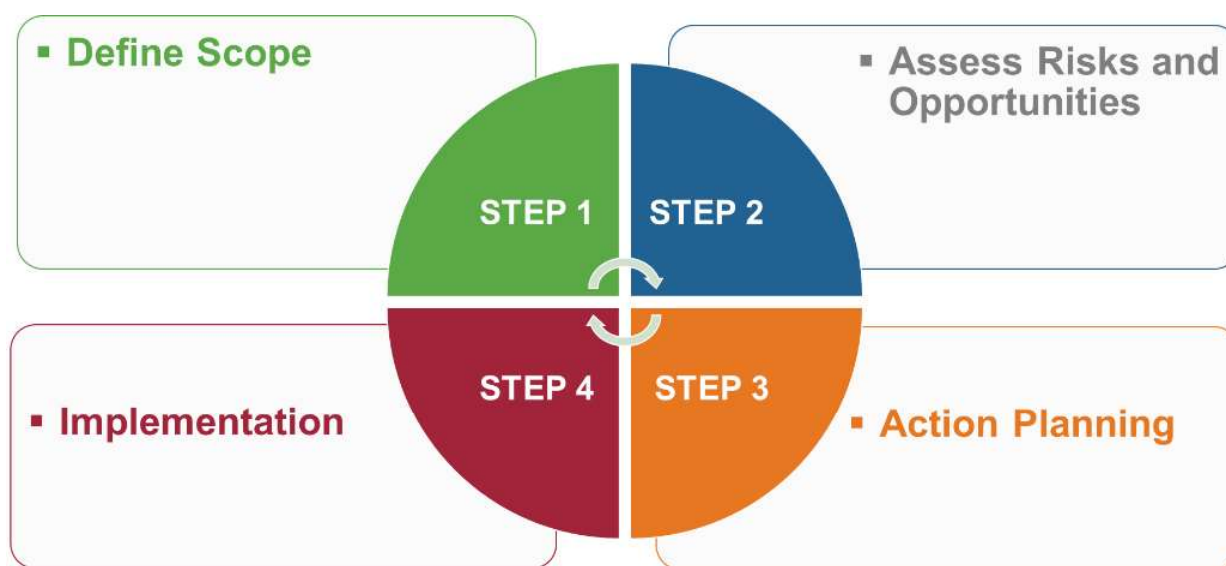 ▪ Define Scope
▪ Assess Risks and
Opportunities
STEP 1
STEP 2
STEP 4
STEP 3
▪ Implementation
▪ Action Planning